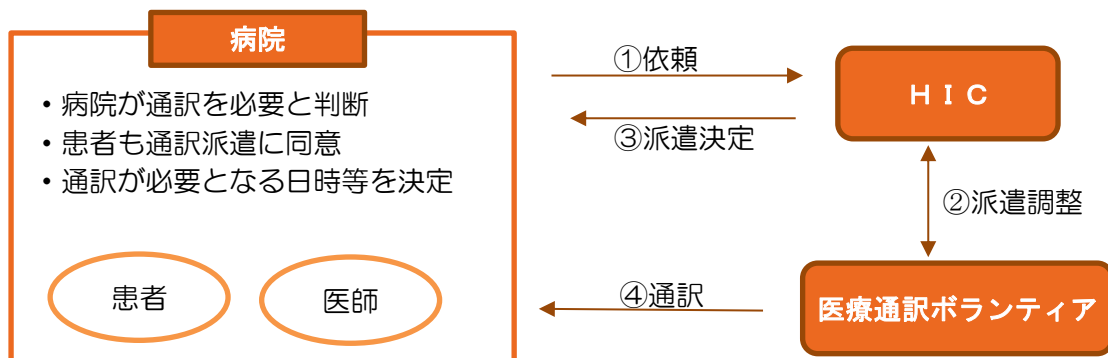 病院
・病院が通訳を必要と判断
・患者も通訳派遣に同意
・通訳が必要となる日時等を決定
患者
医師
①依頼
③派遣決定
ＨＩＣ
②派遣調整
④通訳
医療通訳ボランティア